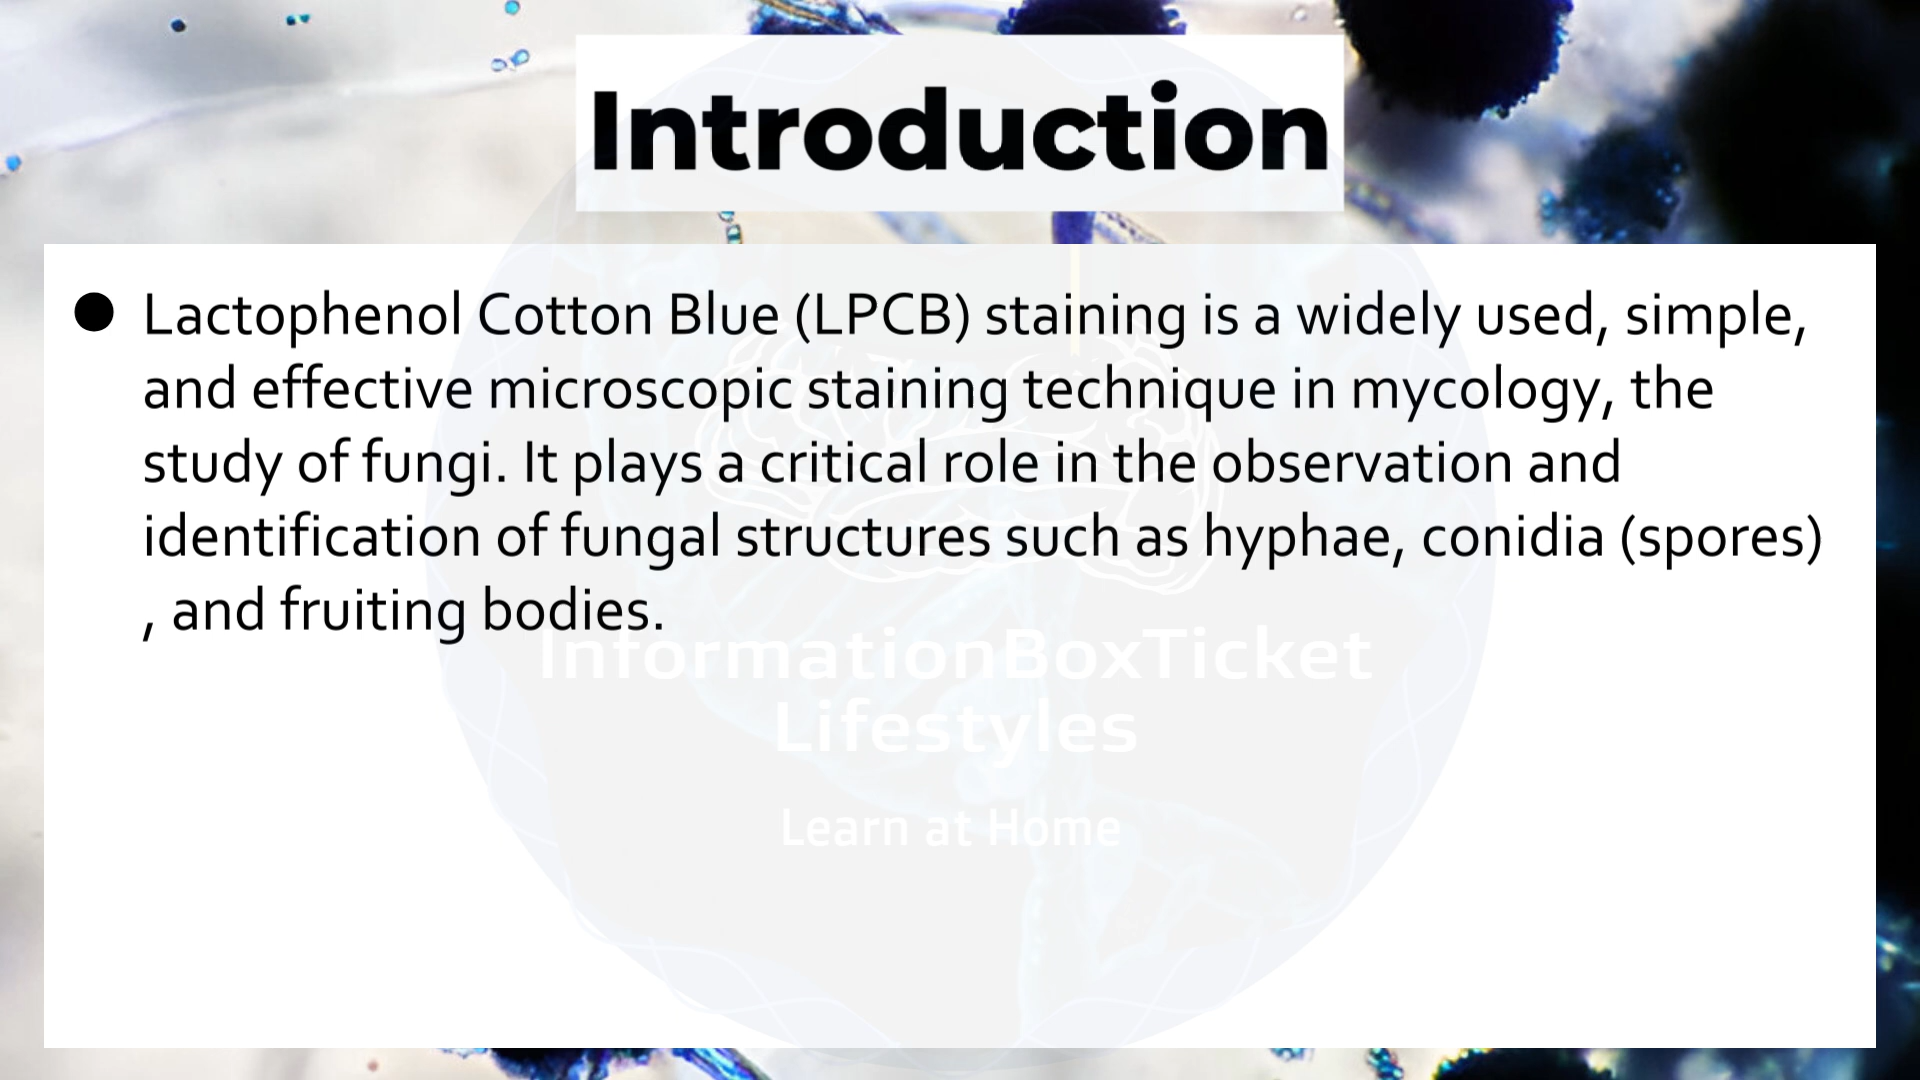 Introduction
● Lactophenol Cotton Blue (LPCB) staining is a widely used, simple,
and effective microscopic staining technique in mycology, the
study of fungi. It plays a critical role in the observation and
identification of fungal structures such as hyphae, conidia (spores)
, and fruiting bodies.
InformationBoxTicket
Lifestyles
Learn at Home